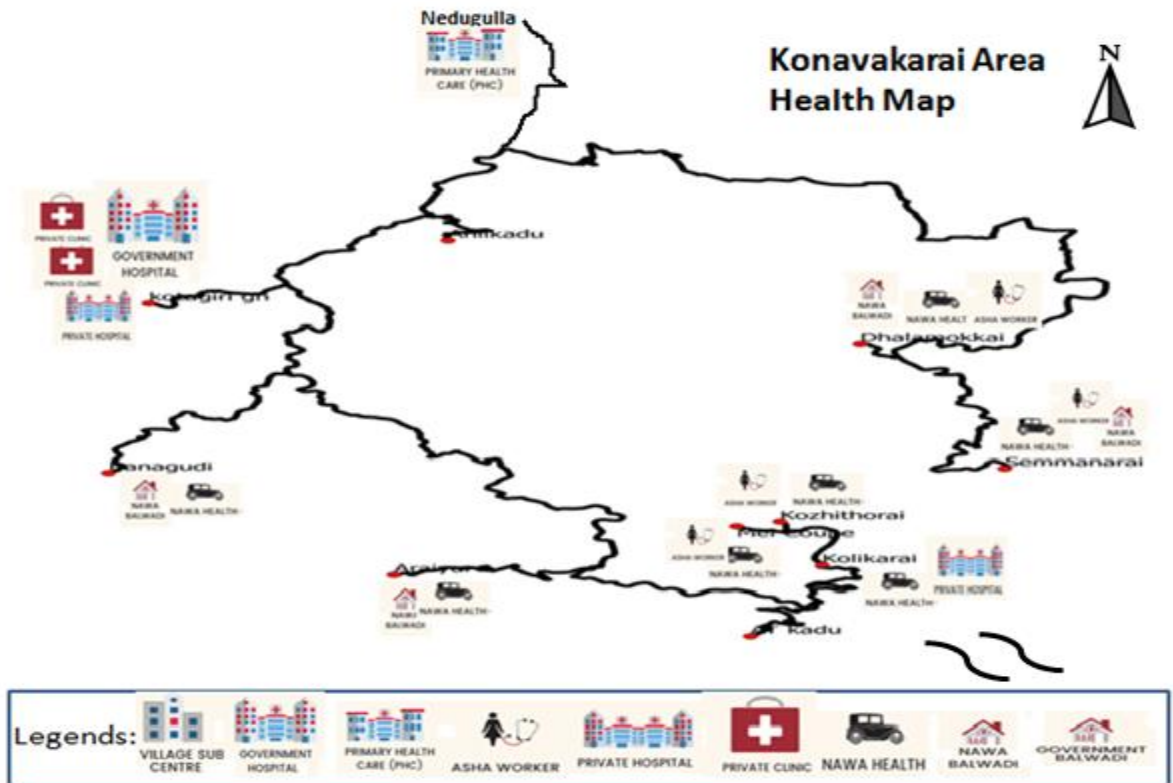 Nedugulla
PRIMARY HEALTH
CARE (PHC)
Konavakarai Area
Health Map
N
PRIVATE CLINIC
GOVERNMENT
HOSPITAL
PRIVATE CLINIC
PRIVATE HOSPITAL
NAWA
BALWADI
NAWA HEALT
ASHA WORKER
Dhalamokkai
ASHA WORKER
NAWA HEALTH
NAWA
BALWADI
Semmanarai
NAWA
BALWADI
NAWA HEALTH
ASHA WORKER
NAWA HEALTH
Kozhithorai
ASHA WORKER
NAWA HEALTH
Kolikarai
NAWA HEALTH
PRIVATE HOSPITAL
BALWADI
NAWA HEALTH
kadu
Legends:
VILLAGE SUB
CENTRE
GOVERNMENT
HOSPITAL
PRIMARY HEALTH
CARE (PHC)
ASHA WORKER
PRIVATE HOSPITAL
PRIVATE CLINIC
NAWA HEALTH
NAWA
BALWADI
GOVERNMENT
BALWADI